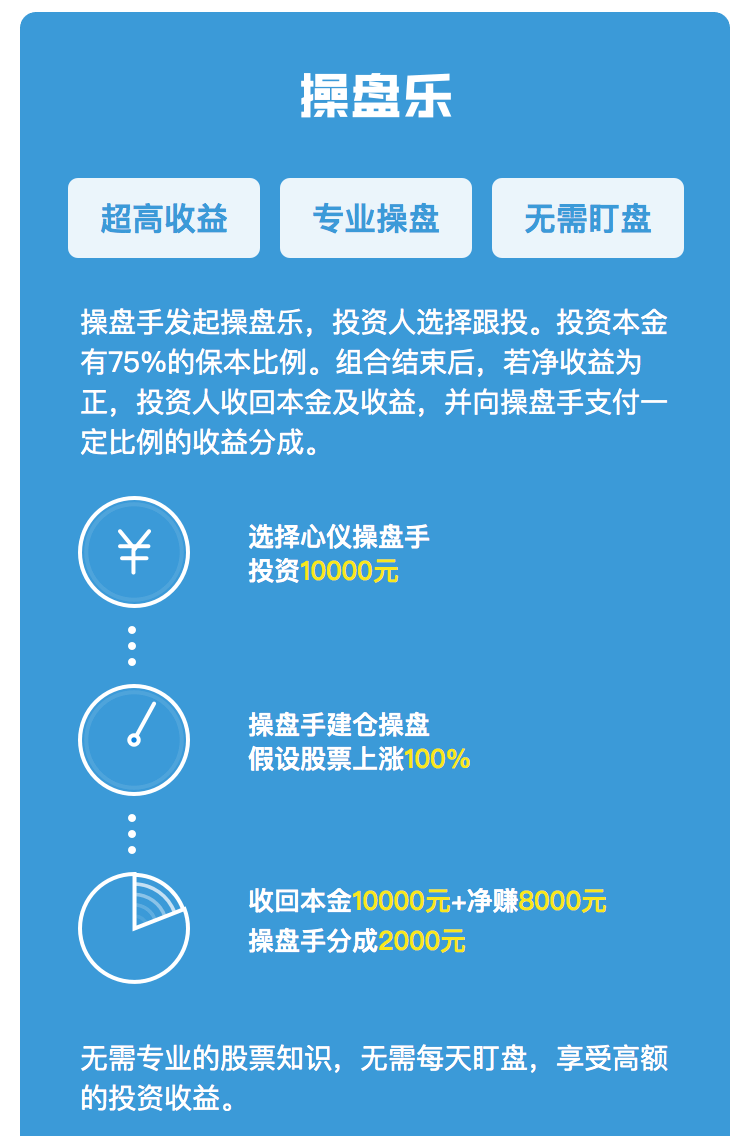 操盘乐
超高收益 专业操盘 无需盯盘
操盘手发起操盘乐，投资人选择跟投。投资本金
有75%的保本比例。组合结束后，若净收益为
正，投资人收回本金及收益，并向操盘手支付一
定比例的收益分成。
¥
选择心仪操盘手
投资10000元
操盘手建仓操盘
假设股票上涨100%
收回本金10000元+净赚8000元
操盘手分成2000元
无需专业的股票知识，无需每天盯盘，享受高额
的投资收益。